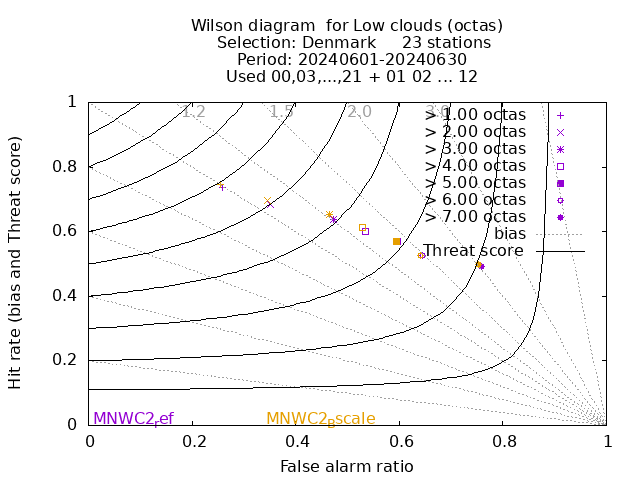 Wilson diagram  for Low clouds (octas)
Selection: Denmark     23 stations
Period: 20240601-20240630
Used 00,03,...,21 + 01 02 ... 12
Hit rate (bias and Threat score)
1
0.8
0.6
0.4
0.2
0
1.2 1.5 2.0 3.0
> 1.00 octas
> 2.00 octas
> 3.00 octas
> 4.00 octas
> 5.00 octas
> 6.00 octas
> 7.00 octas
bias
Threat score
MNWC2ref MNWC2Bscale
0 0.2 0.4 0.6 0.8 1
False alarm ratio